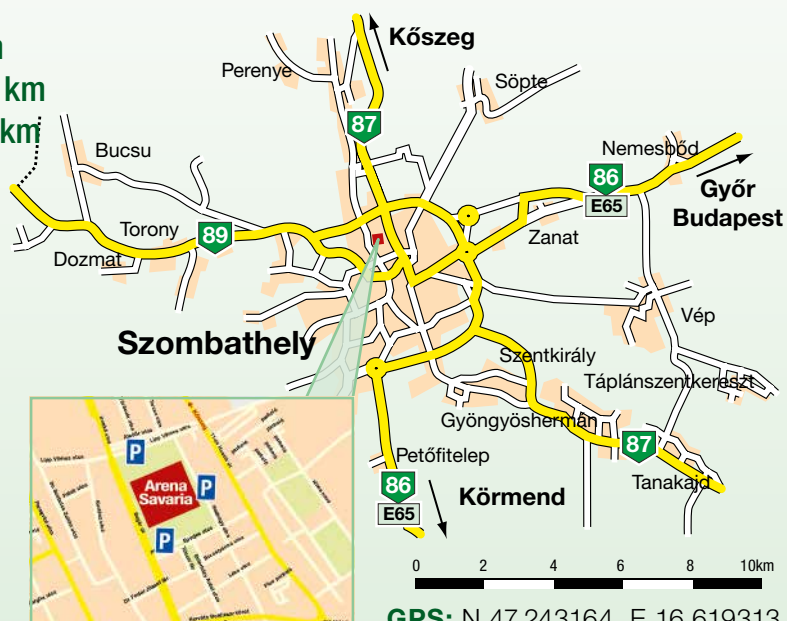 km
km
Kőszeg
Perenye
Söpte
87
Bucsu
Nemesbőd
86
E65
Győr
Budapest
Torony
89
Zanat
Dozmat
Vép
Szombathely
Szentkirály
Táplánszentkereszt
Gyöngyöshermán
87
Tanakajd
Petőfitelep
86
E65
Körmend
P
Arena
Savaria
P
P
0 2 4 6 8 10km
GPS: N 47.243164, E 16.619313